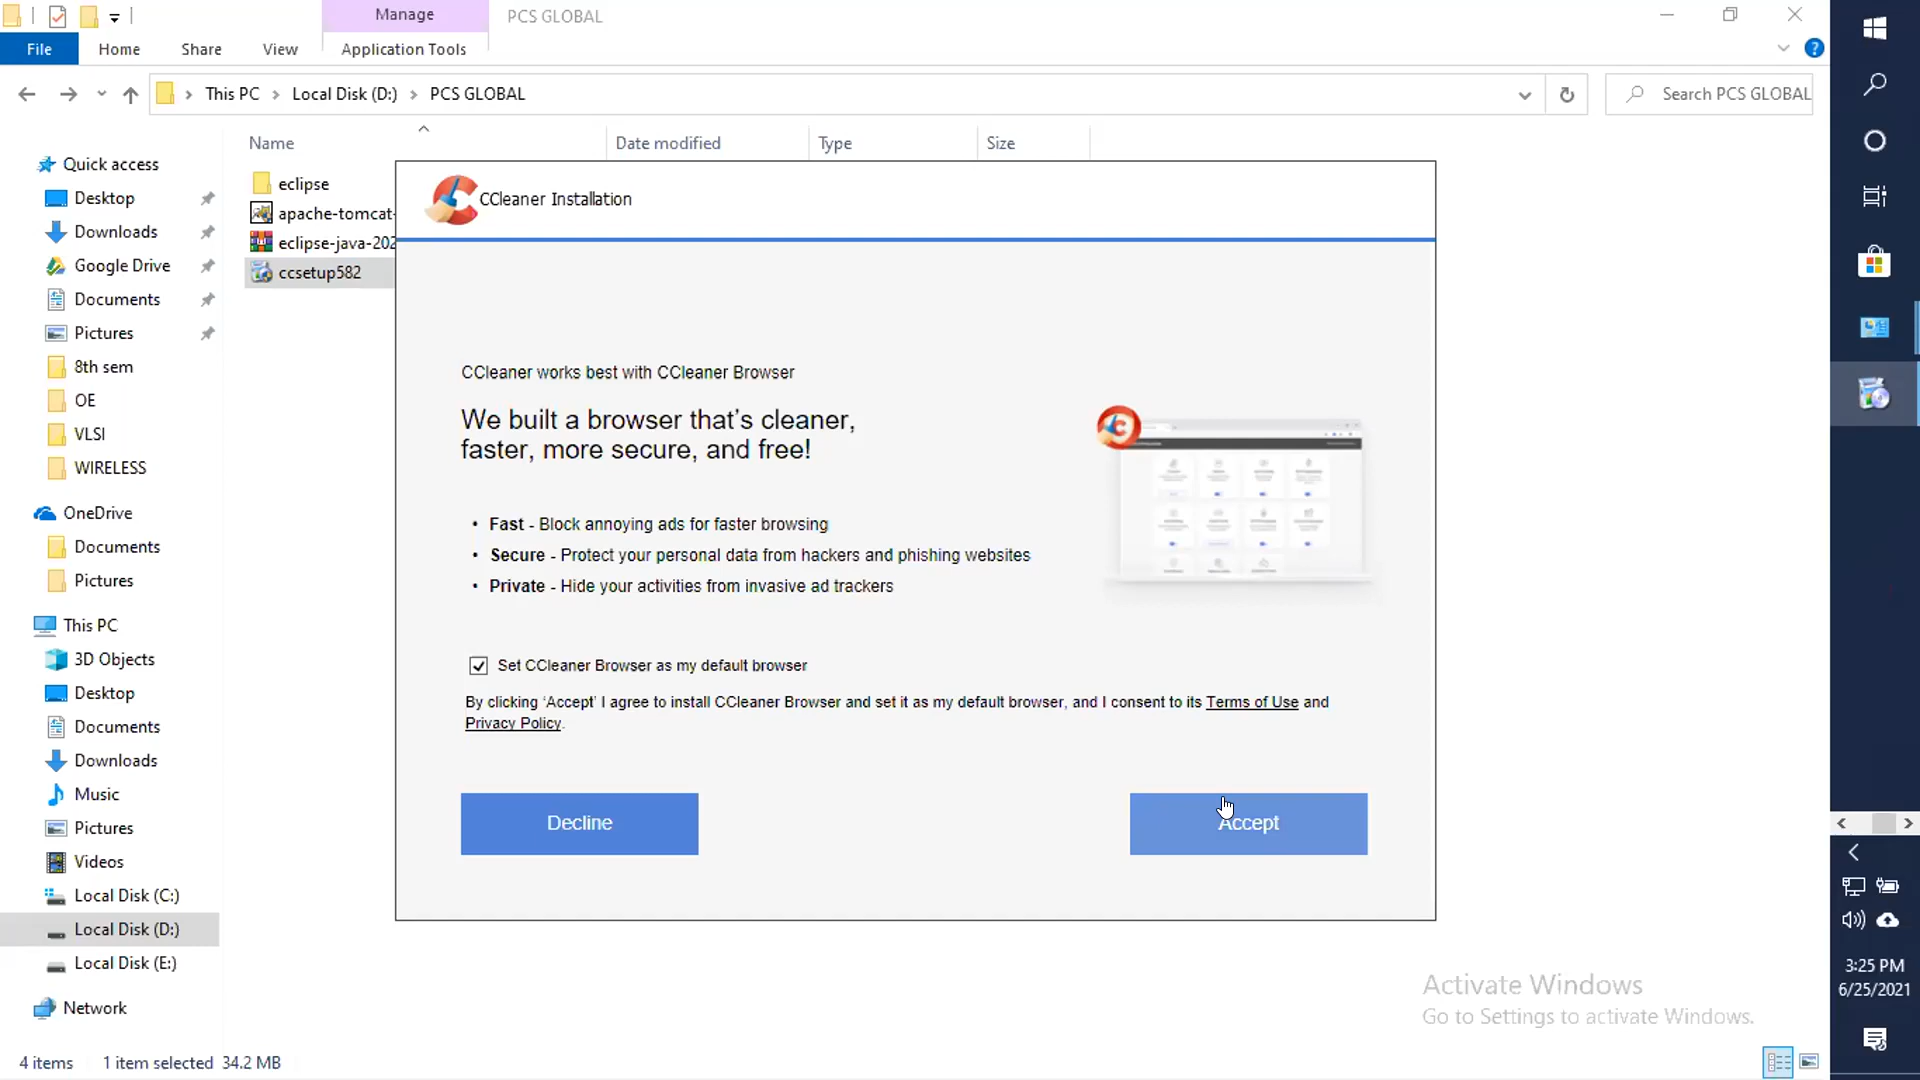 Manage
PCS GLOBAL
File
Home
Share
View
Application Tools
This PC
Local Disk (D:)
PCS GLOBAL
Search PCS GLOBAL
Name
Date modified
Type
Size
Quick access
Desktop
Downloads
Google Drive
Documents
Pictures
8th sem
OE
VLSI
WIRELESS
OneDrive
Documents
Pictures
This PC
3D Objects
Desktop
Documents
Downloads
Music
Pictures
Videos
Local Disk (C:)
Local Disk (D:)
Local Disk (E:)
Network
eclipse
apache-tomcat-
eclipse-java-202
ccsetup582
CCleaner Installation
CCleaner works best with CCleaner Browser
We built a browser that's cleaner,
faster, more secure, and free!
• Fast - Block annoying ads for faster browsing
• Secure - Protect your personal data from hackers and phishing websites
• Private - Hide your activities from invasive ad trackers
Set CCleaner Browser as my default browser
By clicking ‘Accept’ I agree to install CCleaner Browser and set it as my default browser, and I consent to its Terms of Use and
Privacy Policy.
Decline
Accept
Activate Windows
Go to Settings to activate Windows.
3:25 PM
6/25/2021
4 items
1 item selected 34.2 MB